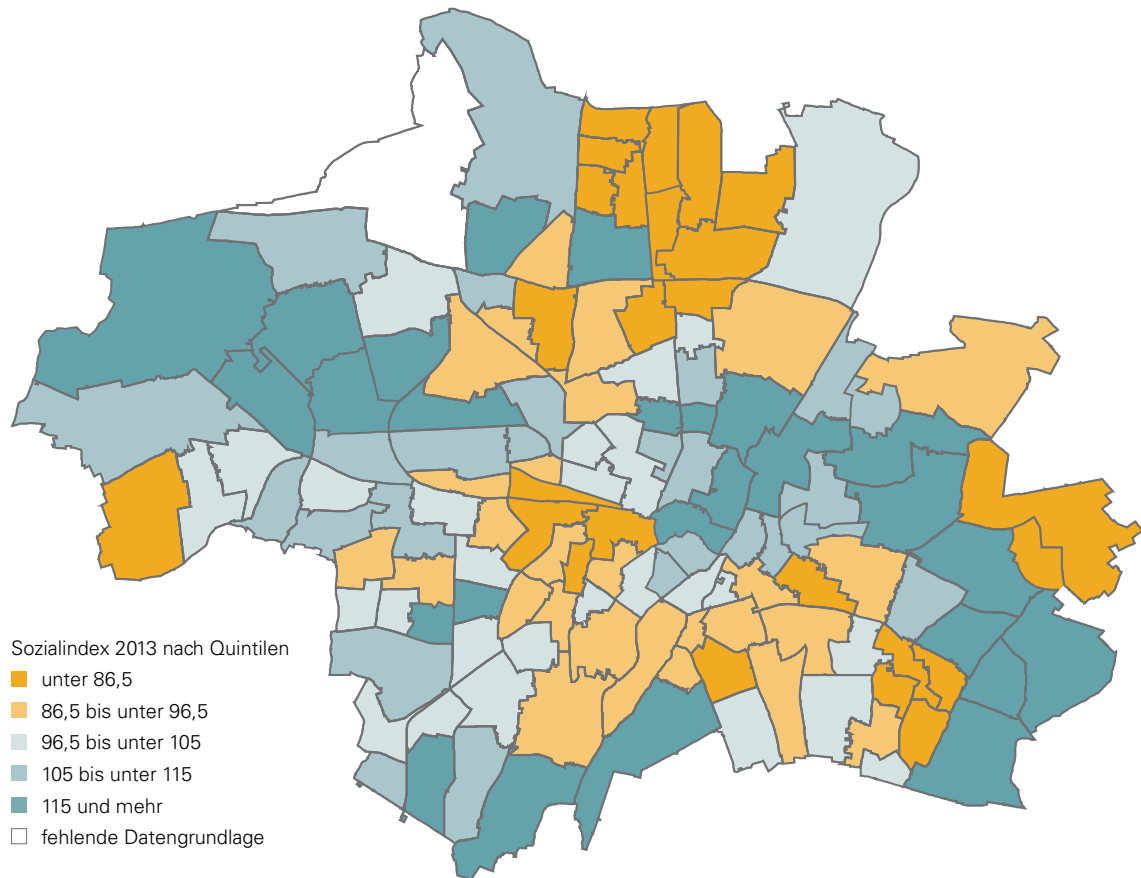 Sozialindex 2013 nach Quintilen
unter 86,5
86,5 bis unter 96,5
96,5 bis unter 105
105 bis unter 115
115 und mehr
fehlende Datengrundlage